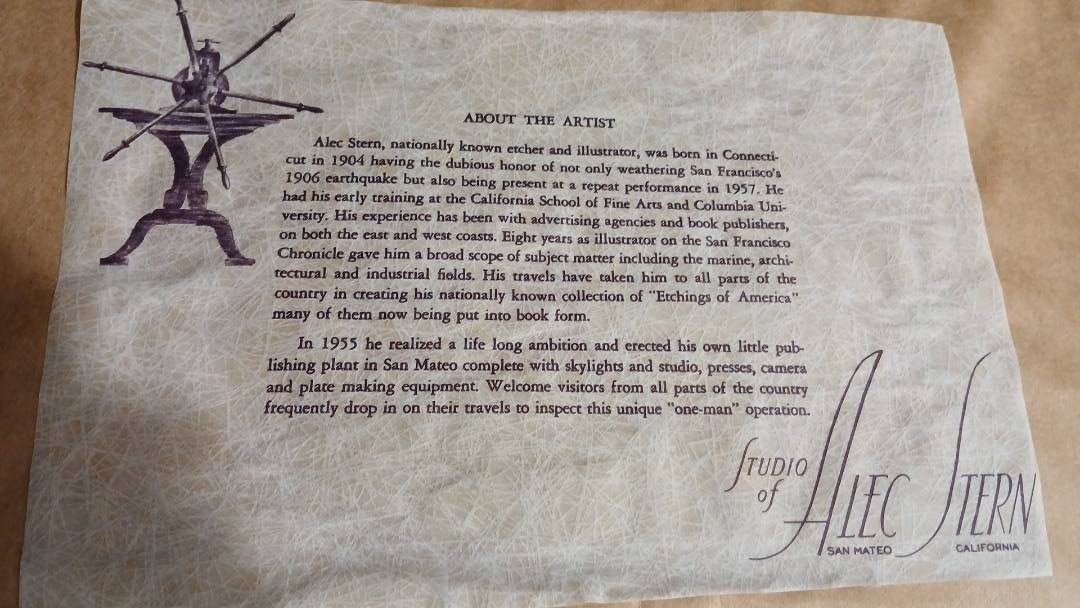 ABOUT THE ARTIST
Alec Stern, nationally known etcher and illustrator, was born in Connecti-
cut in 1904 having the dubious honor of not only weathering San Francisco's
1906 earthquake but also being present at a repeat performance in 1957. He
had his early training at the California School of Fine Arts and Columbia Uni-
versity. His experience has been with advertising agencies and book publishers,
on both the east and west coasts. Eight years as illustrator on the San Francisco
Chronicle gave him a broad scope of subject matter including the marine, archi-
tectural and industrial fields. His travels have taken him to all parts of the
country in creating his nationally known collection of "Etchings of America"
many of them now being put into book form.
In 1955 he realized a life long ambition and erected his own little pub-
lishing plant in San Mateo complete with skylights and studio, presses, camera
and plate making equipment. Welcome visitors from all parts of the country
frequently drop in on their travels to inspect this unique "one-man" operation.
STUDIO
of
ALEC STERN
SAN MATEO CALIFORNIA